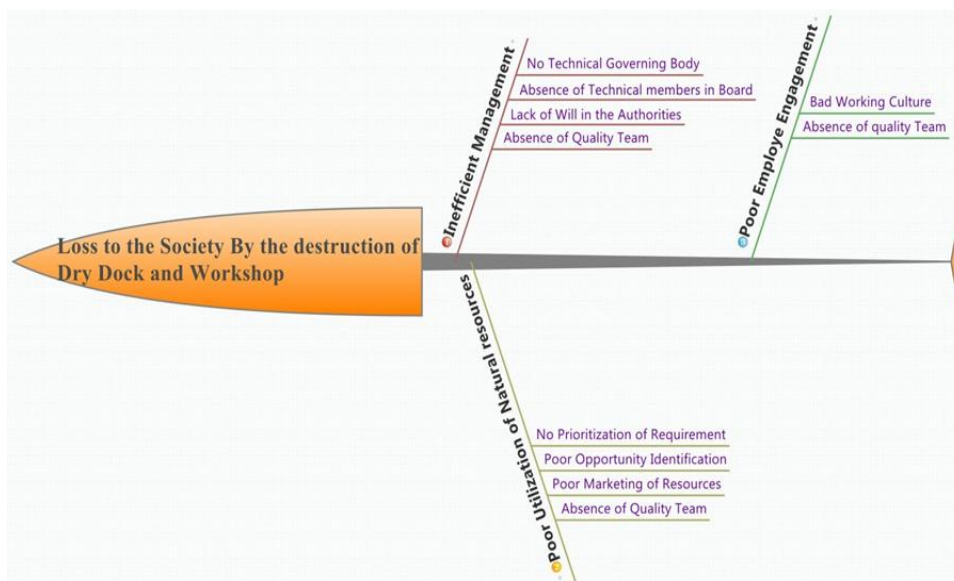 Inefficient Management
No Technical Governing Body
Absence of Technical members in Board
Lack of Will in the Authorities
Absence of Quality Team
Poor Employe Engagement
Bad Working Culture
Absence of quality Team
Loss to the Society By the destruction of
Dry Dock and Workshop
Poor Utilization of Natural resources
No Prioritization of Requirement
Poor Opportunity Identification
Poor Marketing of Resources
Absence of Quality Team